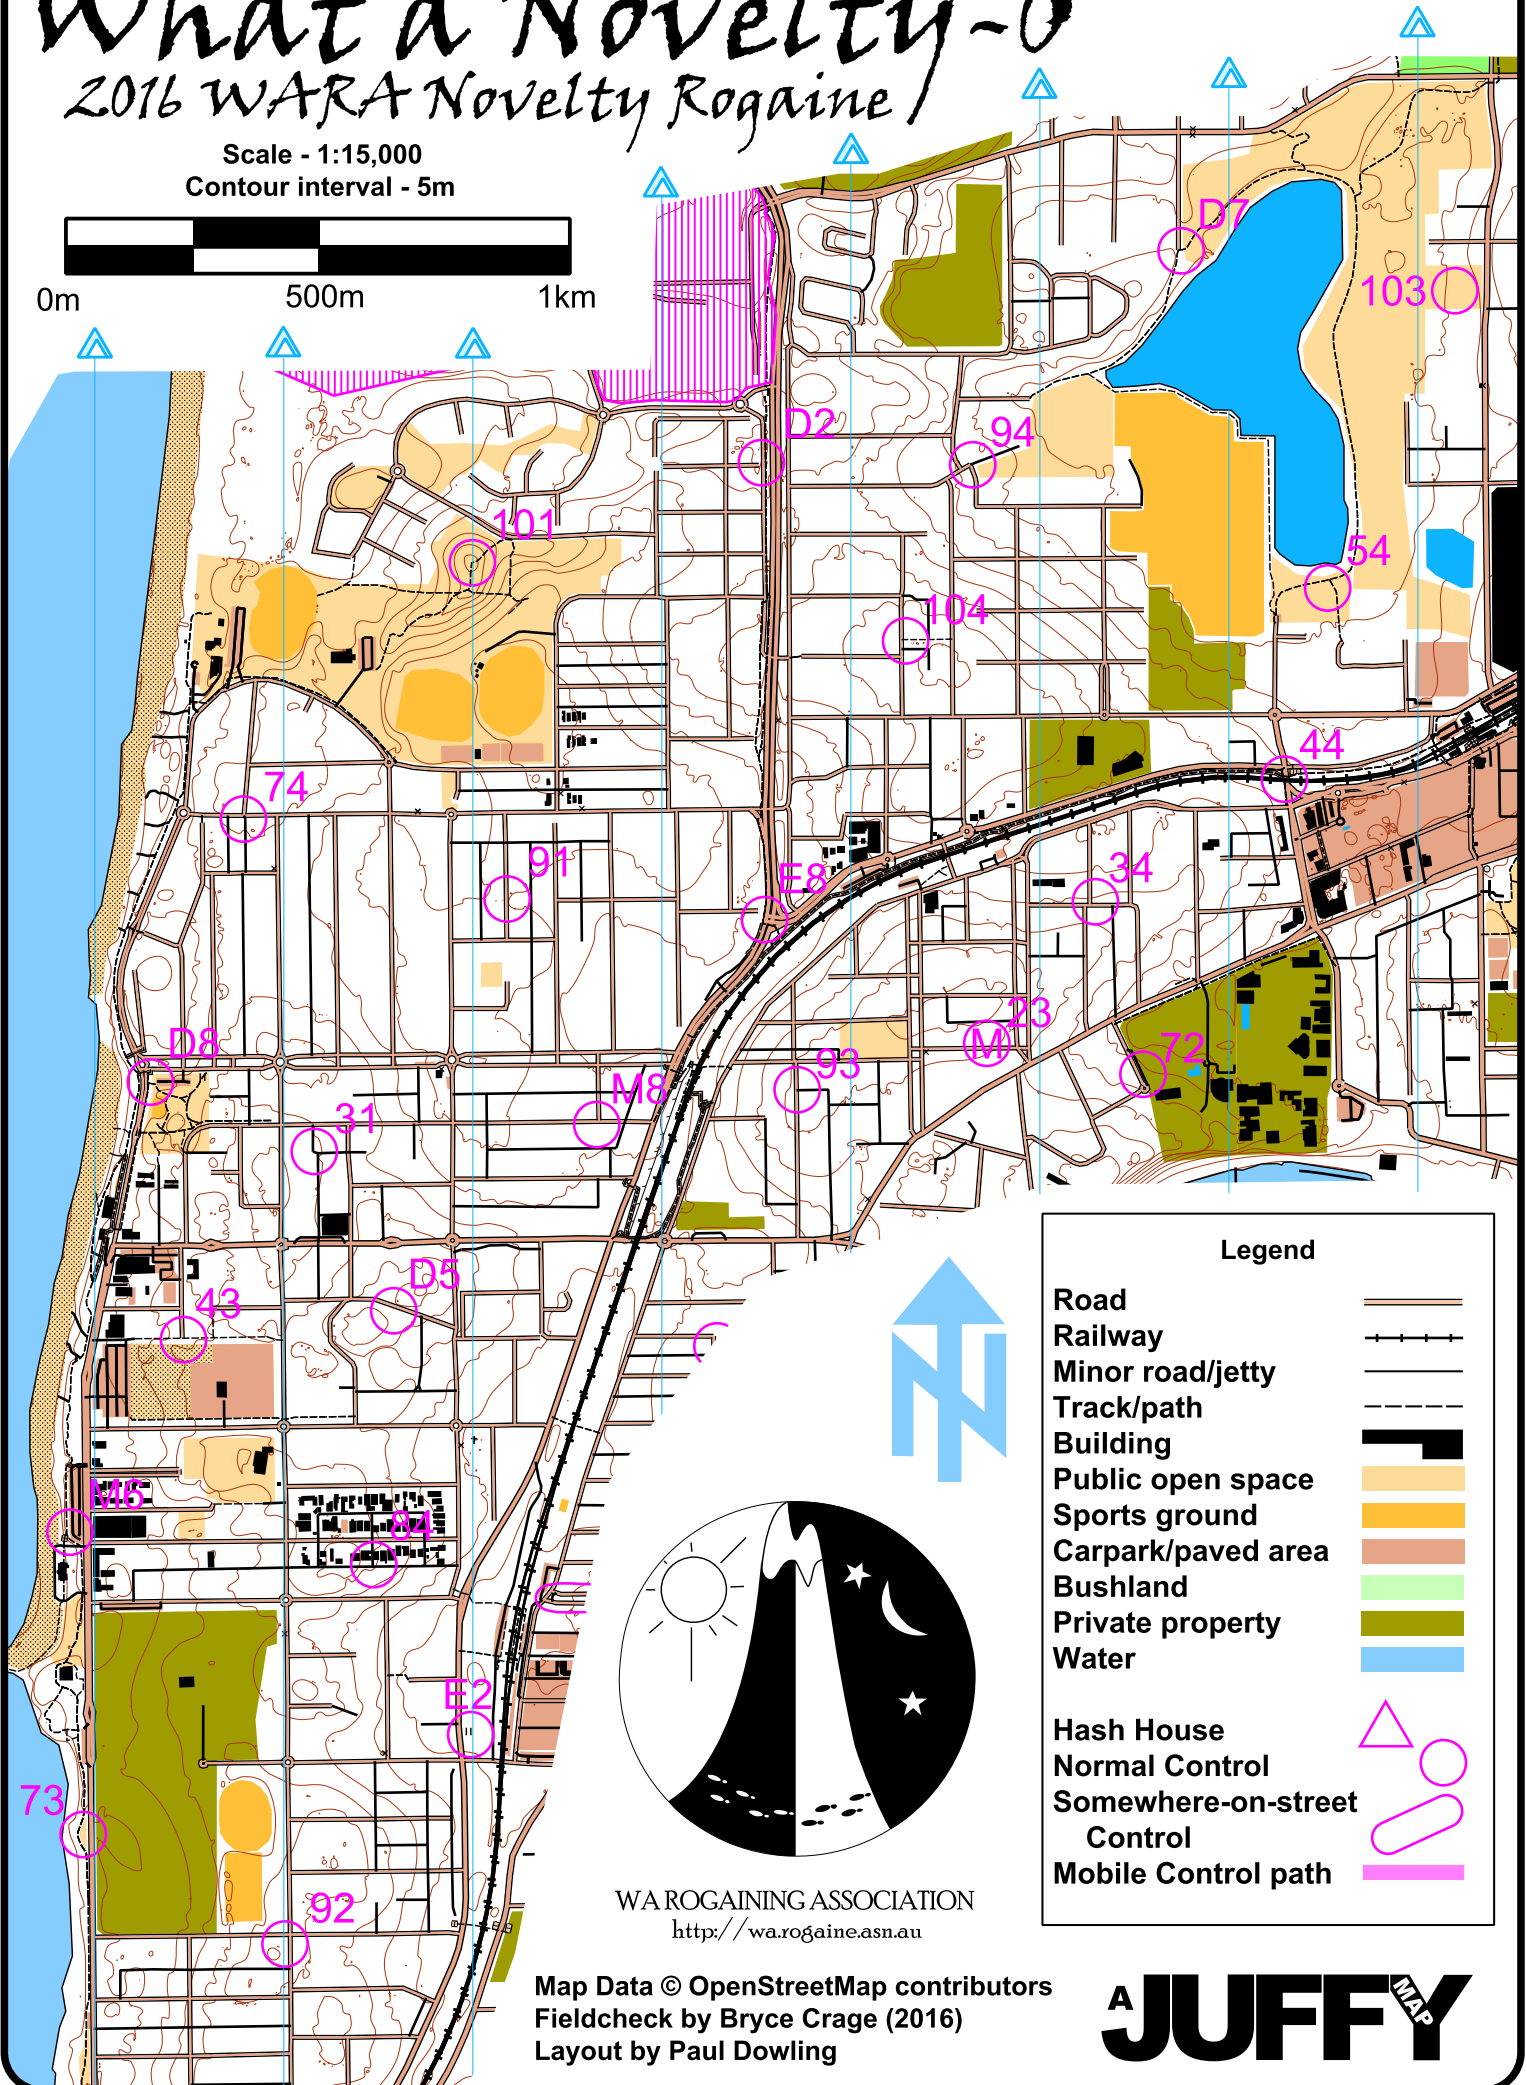 What a Novelty-O
2016 WARA Novelty Rogaine
Scale - 1:15,000
Contour interval - 5m
0m 500m 1km
D7
103
D2
94
101
54
104
44
74
91
E8
34
23
M
D8
72
93
M8
31
D5
43
M6
84
E2
73
92
N
Legend
Road
Railway
Minor road/jetty
Track/path
Building
Public open space
Sports ground
Carpark/paved area
Bushland
Private property
Water
Hash House
Normal Control
Somewhere-on-street
Control
Mobile Control path
WA ROGAINING ASSOCIATION
http://wa.rogaine.asn.au
Map Data © OpenStreetMap contributors
Fieldcheck by Bryce Crage (2016)
Layout by Paul Dowling
A JUFFY MAP